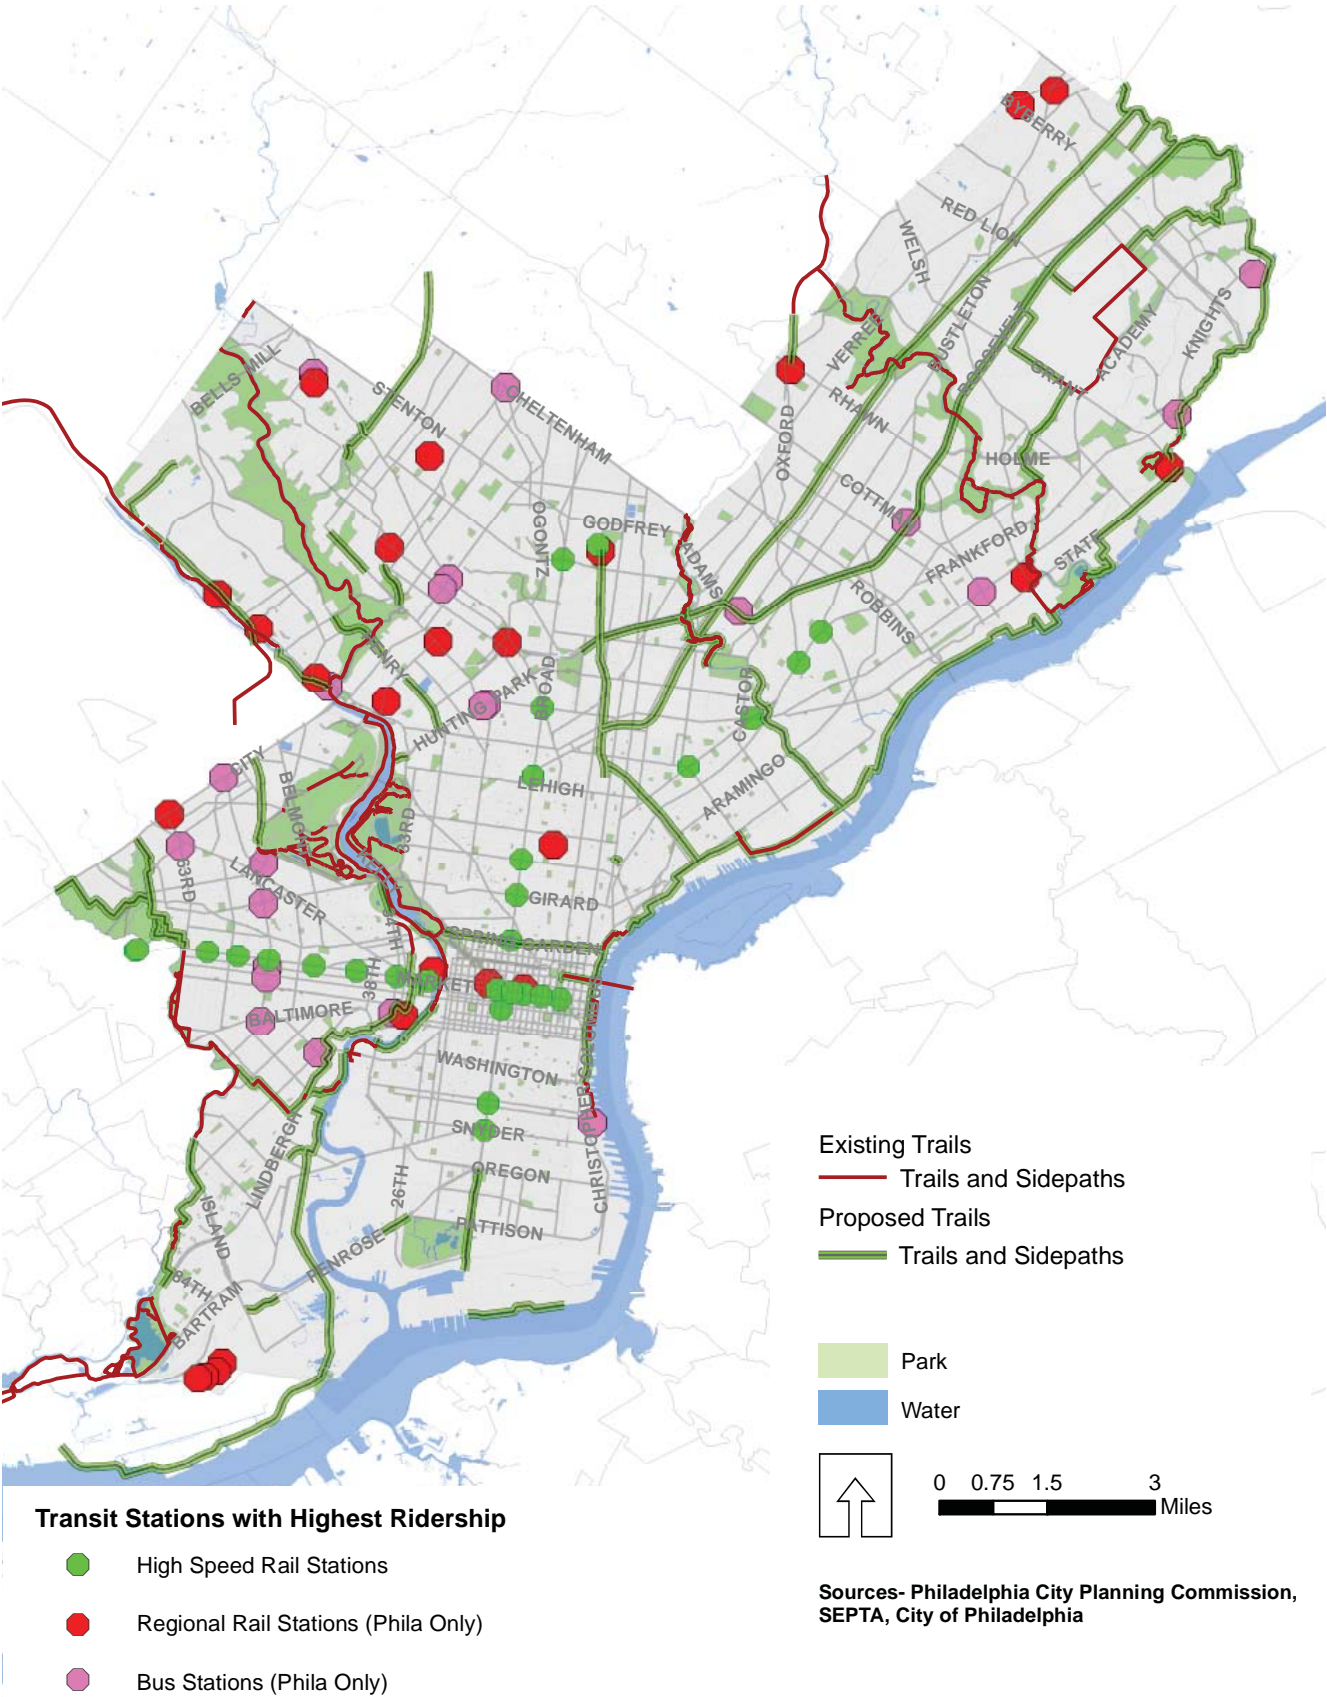 BYBERRY
RED LION
WELSH
KNIGHTS
BUSTLETON
ROOSEVELT
ACADEMY
VERREE
GRANT
BELLS MILL
STENTON
CHELTENHAM
RHAWN
OXFORD
HOLME
COTTMAN
OGONTZ
GODFREY
ADAMS
FRANKFORD
STATE
ROBBINS
HENRY
HUNTING PARK
BROAD
CASTOR
CITY
BELMONT
LEHIGH
ARAMINGO
33RD
KELLY
63RD
LANCASTER
GIRARD
34TH
SPRING GARDEN
38TH
MARKET
BALTIMORE
WASHINGTON
CHRISTOPHER COLUMBUS
SNYDER
LINDBERGH
OREGON
26TH
ISLAND
PATTISON
PENROSE
84TH
BARTRAM
Existing Trails
Trails and Sidepaths
Proposed Trails
Trails and Sidepaths
Park
Water
0 0.75 1.5 3
Miles
Transit Stations with Highest Ridership
High Speed Rail Stations
Regional Rail Stations (Phila Only)
Bus Stations (Phila Only)
Sources- Philadelphia City Planning Commission,
SEPTA, City of Philadelphia